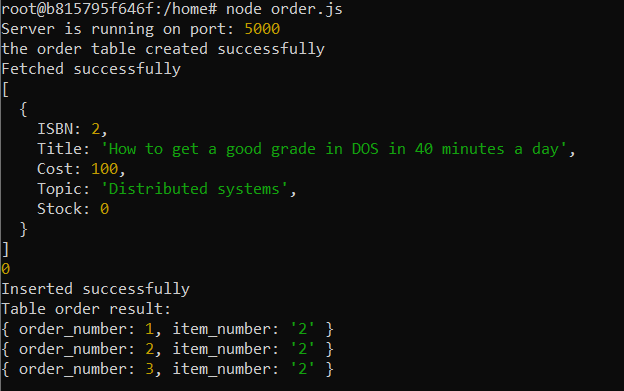 root@b815795f646f:/home# node order.js
Server is running on port: 5000
the order table created successfully
Fetched successfully
[
  {
    ISBN: 2,
    Title: 'How to get a good grade in DOS in 40 minutes a day',
    Cost: 100,
    Topic: 'Distributed systems',
    Stock: 0
  }
]
0
Inserted successfully
Table order result:
{ order_number: 1, item_number: '2' }
{ order_number: 2, item_number: '2' }
{ order_number: 3, item_number: '2' }